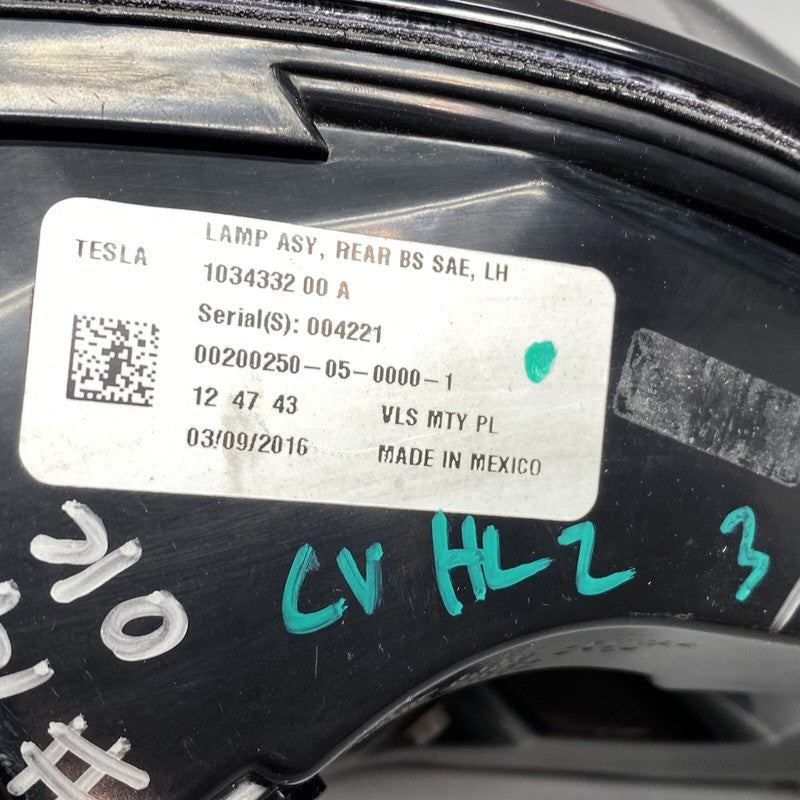 LAMP ASY, REAR BS SAE, LH
TESLA
1034332 00 A
Serial(S): 004221
00200250-05-0000-1
12 47 43 VLS MTY PL
03/09/2016 MADE IN MEXICO
CV HL2 3
#